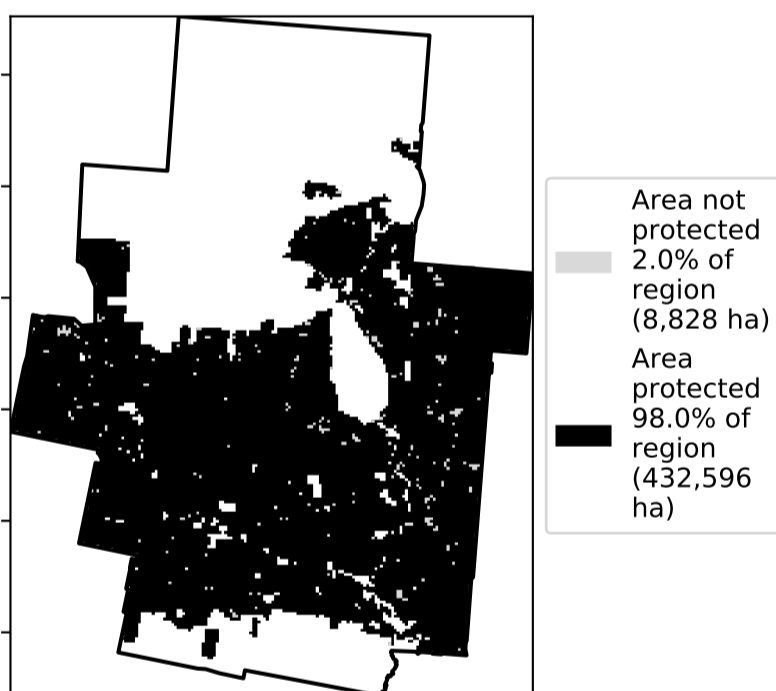 Area not
protected
2.0% of
region
(8,828 ha)
Area
protected
98.0% of
region
(432,596
ha)